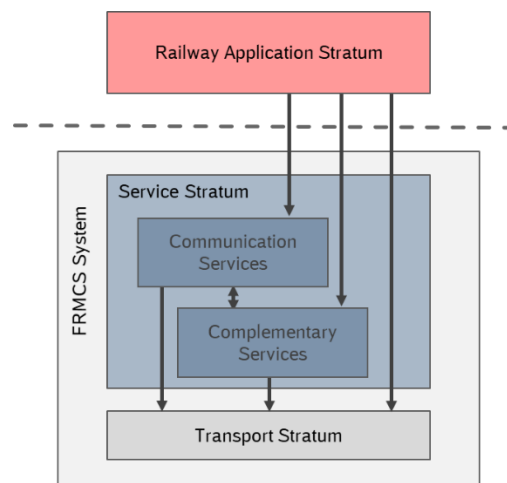 Railway Application Stratum
FRMCS System
Service Stratum
Communication
Services
Complementary
Services
Transport Stratum